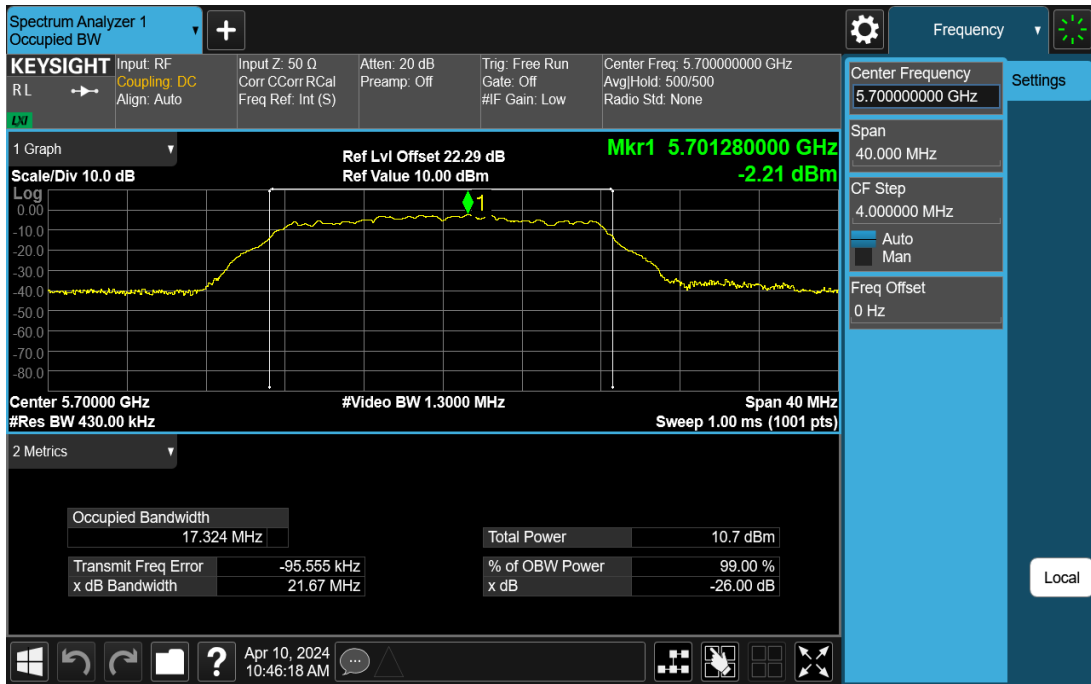 Spectrum Analyzer 1
Occupied BW
+
Frequency
KEYSIGHT
RL
LXI
Input: RF
Coupling: DC
Align: Auto
Input Z: 50 Ω
Corr CCorr RCal
Freq Ref: Int (S)
Atten: 20 dB
Preamp: Off
Trig: Free Run
Gate: Off
#IF Gain: Low
Center Freq: 5.700000000 GHz
Avg|Hold: 500/500
Radio Std: None
Center Frequency
5.700000000 GHz
Settings
Span
40.000 MHz
CF Step
4.000000 MHz
Auto
Man
Freq Offset
0 Hz
Local
1 Graph
Scale/Div 10.0 dB
Ref Lvl Offset 22.29 dB
Ref Value 10.00 dBm
Mkr1 5.701280000 GHz
-2.21 dBm
Log
0.00
-10.0
-20.0
-30.0
-40.0
-50.0
-60.0
-70.0
-80.0
1
Center 5.70000 GHz
#Video BW 1.3000 MHz
Span 40 MHz
#Res BW 430.00 kHz
Sweep 1.00 ms (1001 pts)
2 Metrics
Occupied Bandwidth
17.324 MHz
Transmit Freq Error -95.555 kHz
x dB Bandwidth 21.67 MHz
Total Power 10.7 dBm
% of OBW Power 99.00 %
x dB -26.00 dB
?
Apr 10, 2024
10:46:18 AM